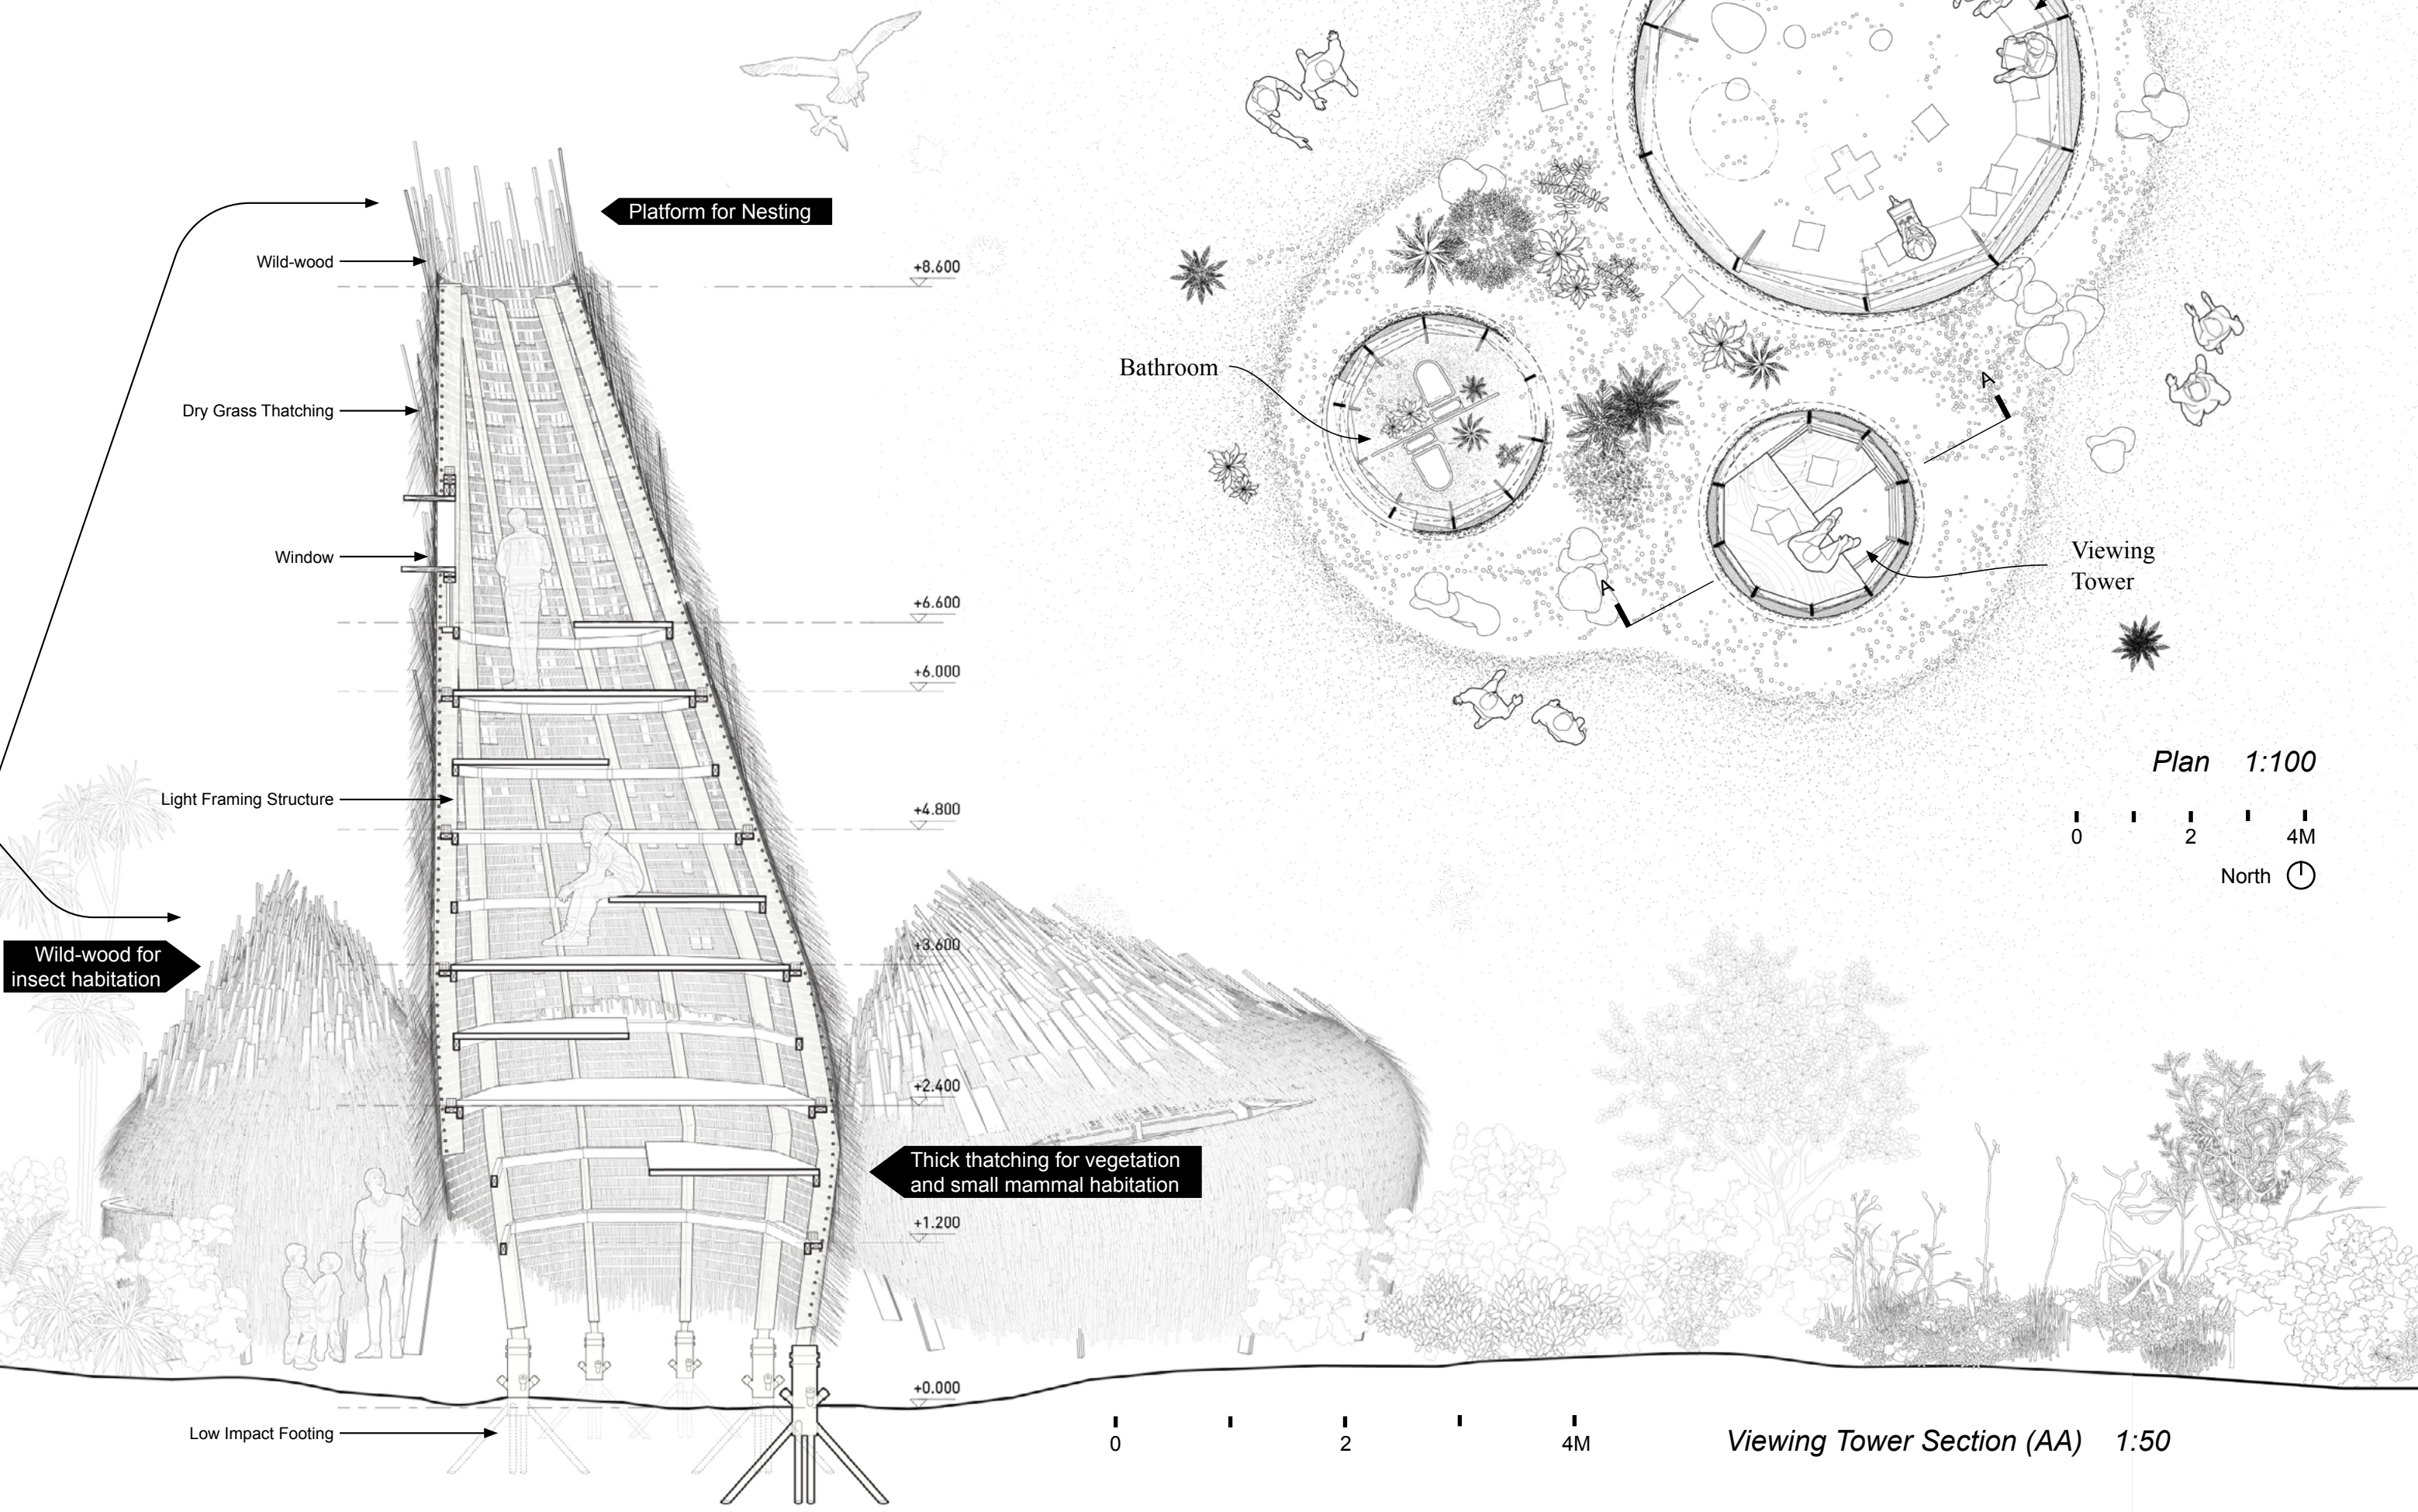 Platform for Nesting
Wild-wood
+8.600
Dry Grass Thatching
Window
+6.600
+6.000
Light Framing Structure
+4.800
+3.600
Wild-wood for
insect habitation
+2.400
Thick thatching for vegetation
and small mammal habitation
+1.200
+0.000
Low Impact Footing
0
2
4M
Viewing Tower Section (AA) 1:50
Bathroom
A
A
Viewing
Tower
Plan 1:100
0
2
4M
North